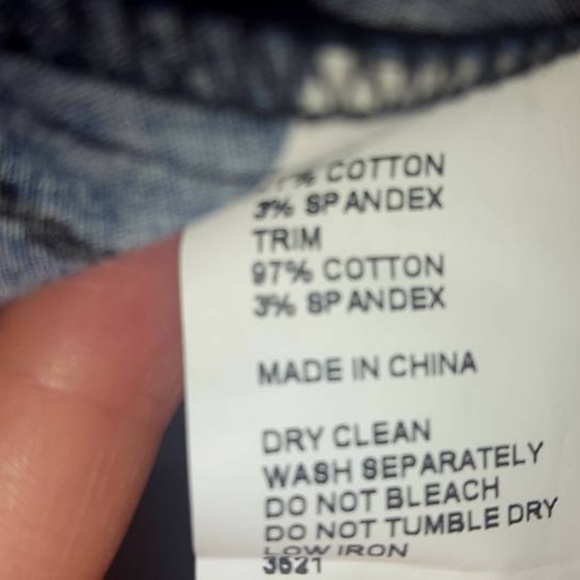 % COTTON
3% SPANDEX
TRIM
97% COTTON
3% SPANDEX
MADE IN CHINA
DRY CLEAN
WASH SEPARATELY
DO NOT BLEACH
DO NOT TUMBLE DRY
LOW IRON
3521